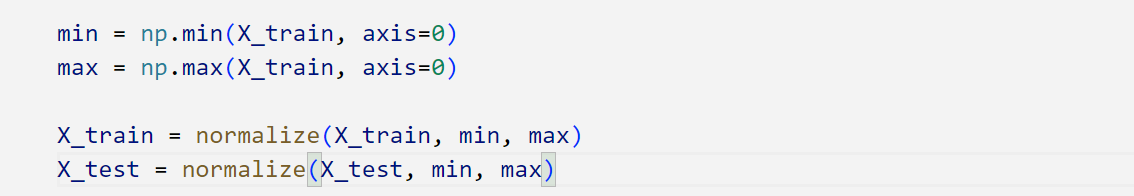 min = np.min(X_train, axis=0)
max = np.max(X_train, axis=0)
X_train = normalize(X_train, min, max)
X_test = normalize(X_test, min, max)